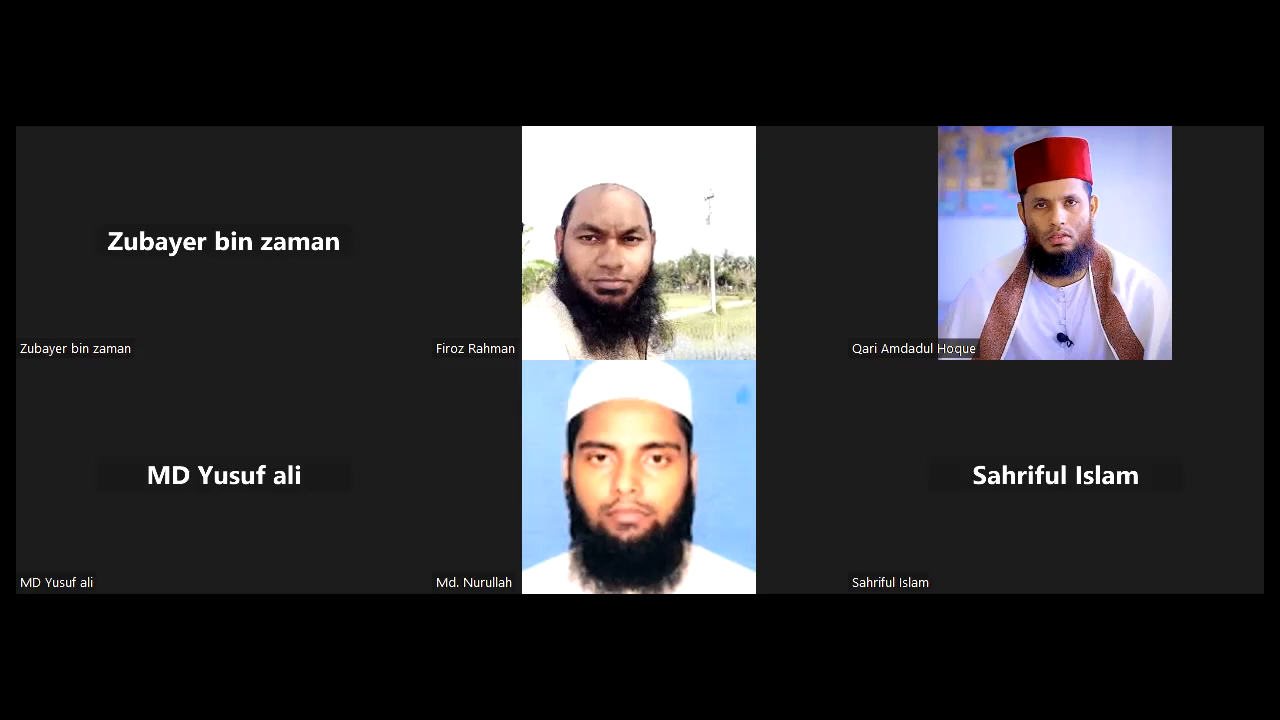 Zubayer bin zaman
Zubayer bin zaman
Firoz Rahman
Qari Amdadul Hoque
MD Yusuf ali
Sahriful Islam
MD Yusuf ali
Md. Nurullah
Sahriful Islam